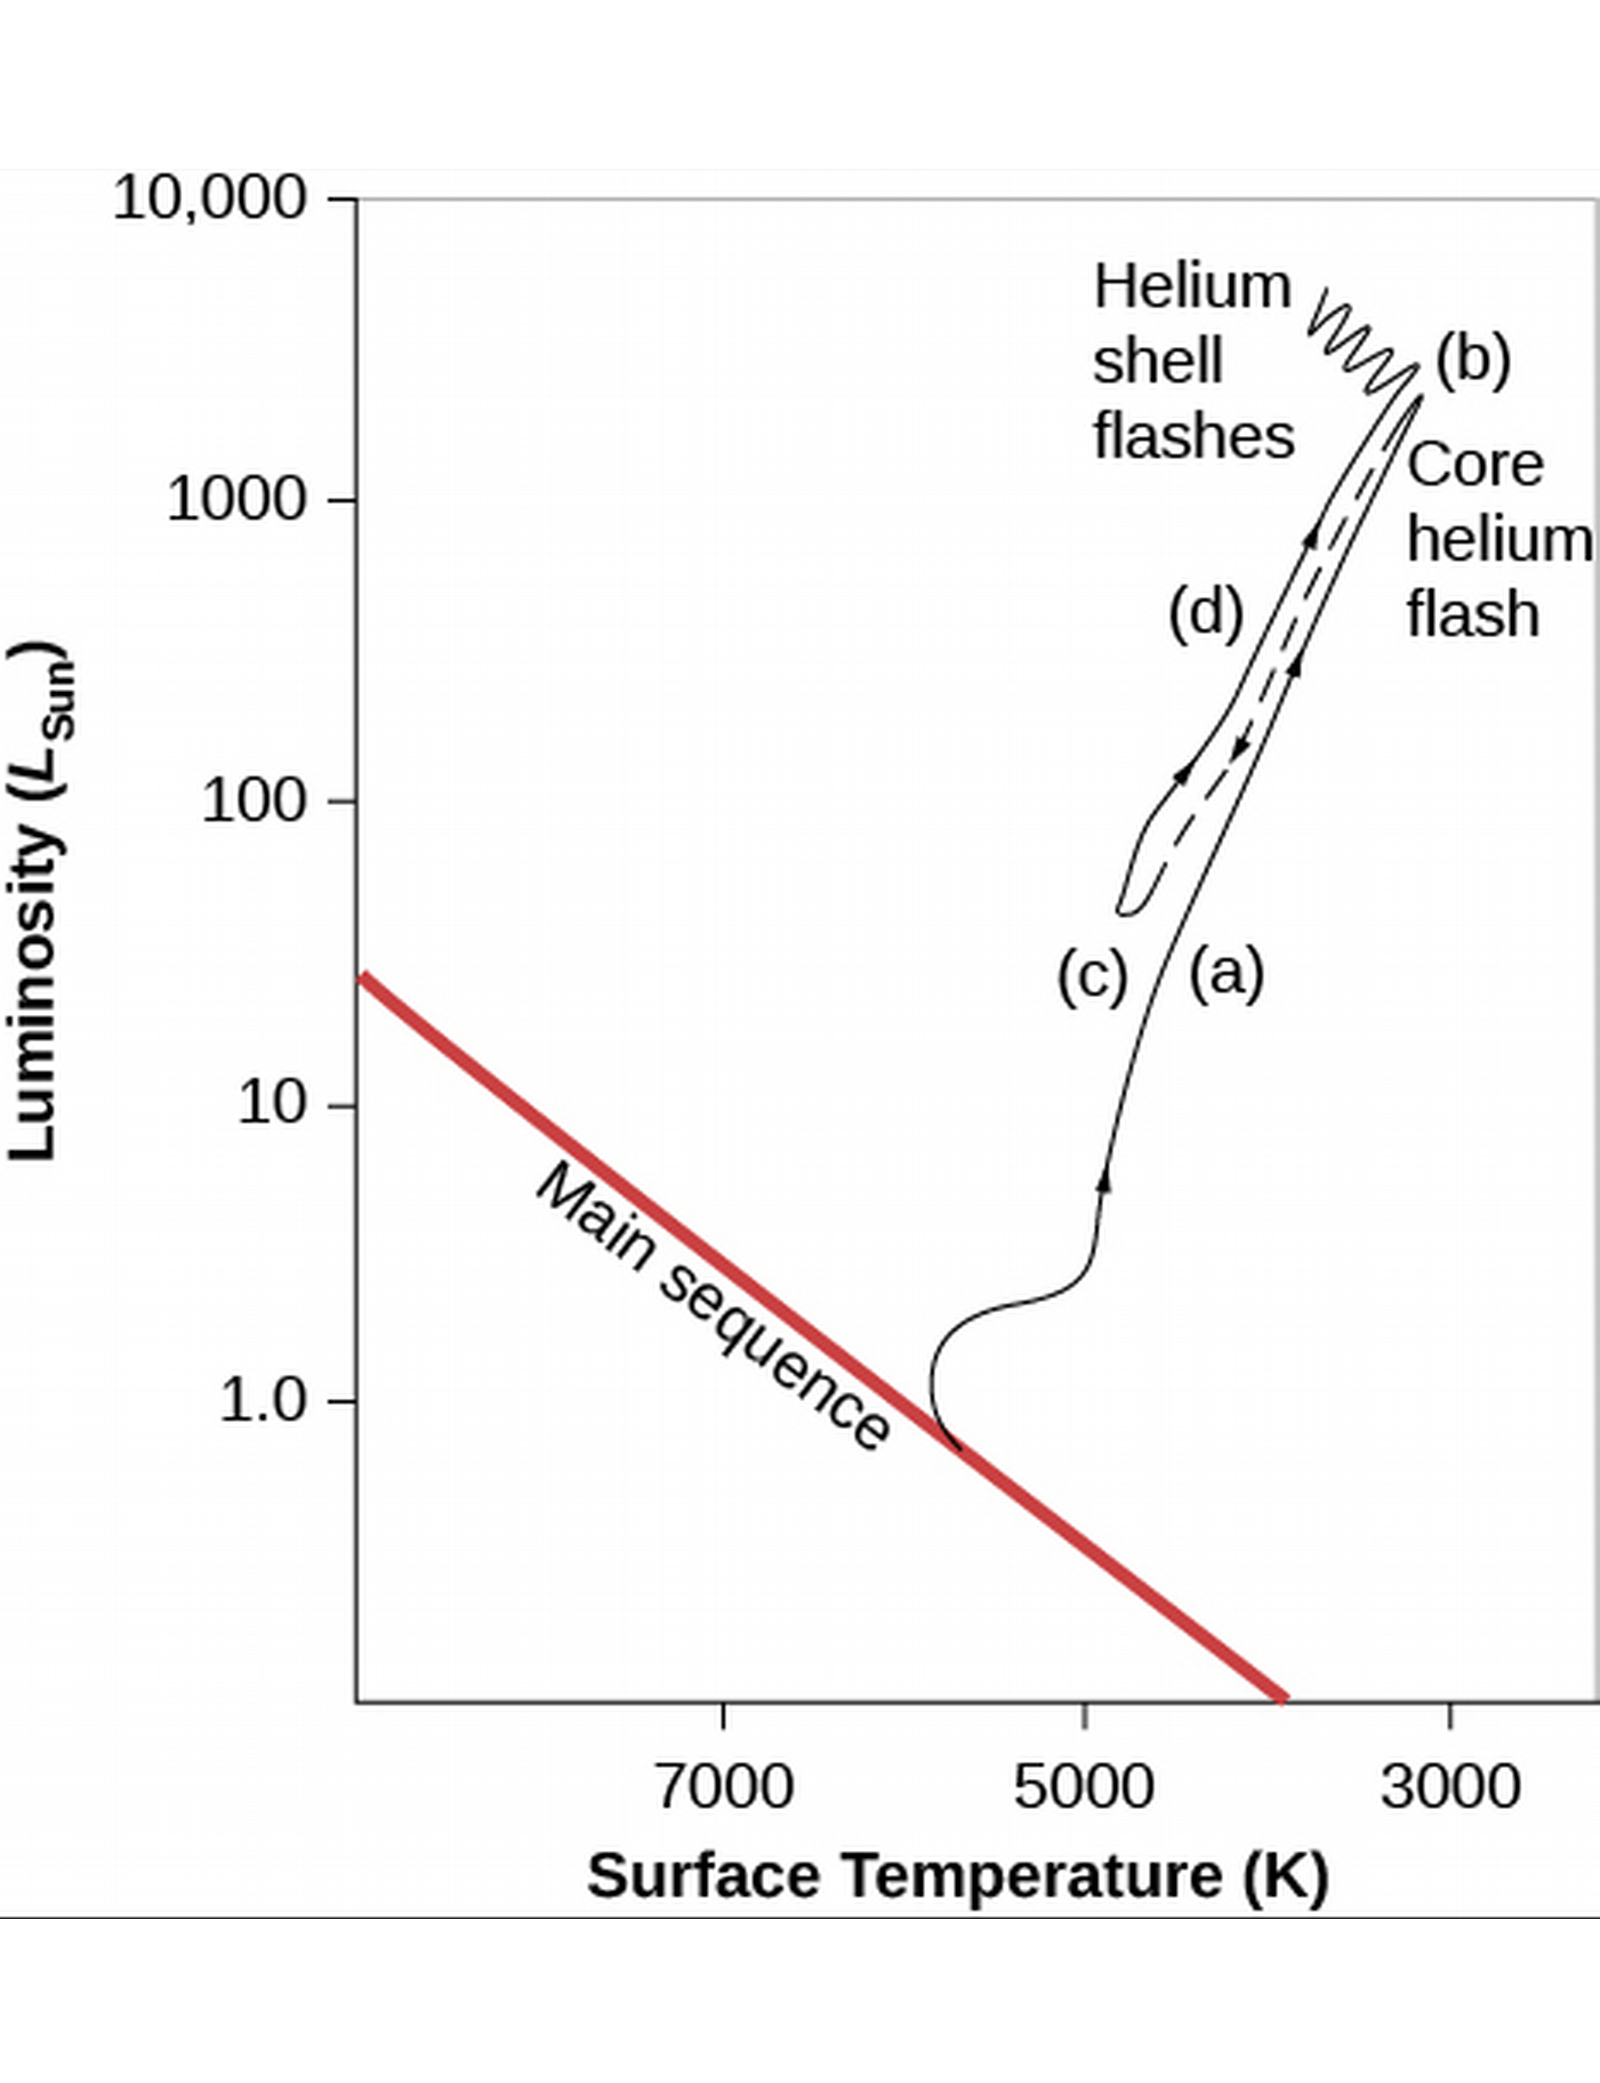 10,000
1000
100
10
1.0
Luminosity (LSun)
Helium
shell
flashes
(b)
Core
helium
flash
(d)
(c)
(a)
Main sequence
7000
5000
3000
Surface Temperature (K)